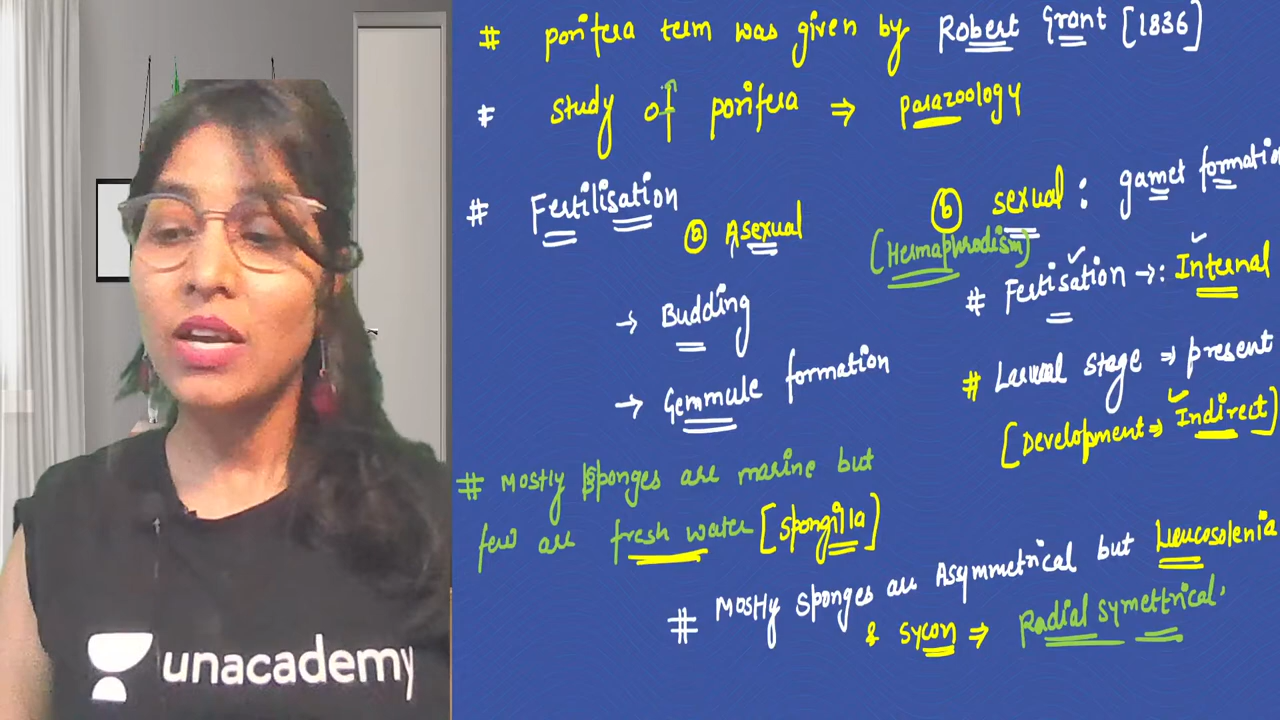 # porifera term was given by Robert Grant [1836]
# study of porifera ⇒ parazoology
# Fertilisation
ⓐ Asexual
→ Budding
→ Gemmule formation
ⓑ sexual : gamet formation
(Hermaphrodism)
# Fertisation →: Internal
# Larval stage ⇒ present
[Development ⇒ Indirect]
# Mostly sponges are marine but
few are fresh water [spongilla]
# Mostly sponges are Asymmetrical but Leucosolenia
& sycon ⇒ Radial symettrical.
unacademy